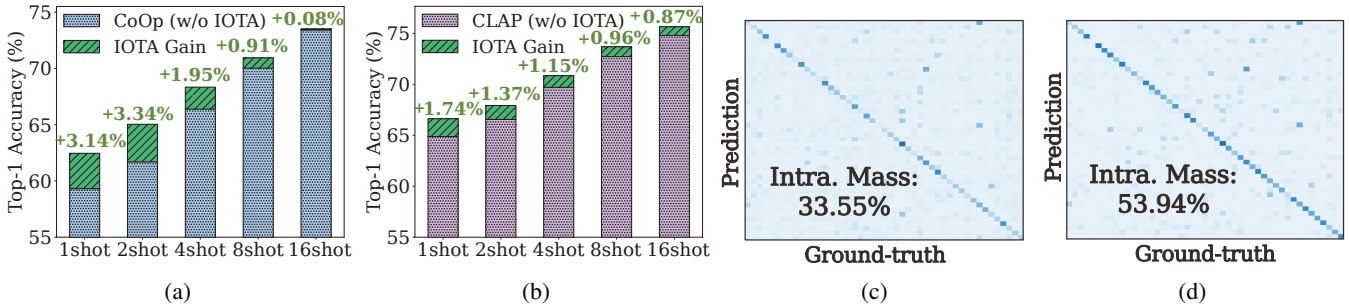 Top-1 Accuracy (%)
75
70
65
60
55
CoOp (w/o IOTA)
IOTA Gain
+3.14%
+3.34%
+1.95%
+0.91%
+0.08%
1shot 2shot 4shot 8shot 16shot
(a)
Top-1 Accuracy (%)
75
70
65
60
55
CLAP (w/o IOTA)
IOTA Gain
+1.74%
+1.37%
+1.15%
+0.96%
+0.87%
1shot 2shot 4shot 8shot 16shot
(b)
Prediction
Intra. Mass:
33.55%
Ground-truth
(c)
Prediction
Intra. Mass:
53.94%
Ground-truth
(d)